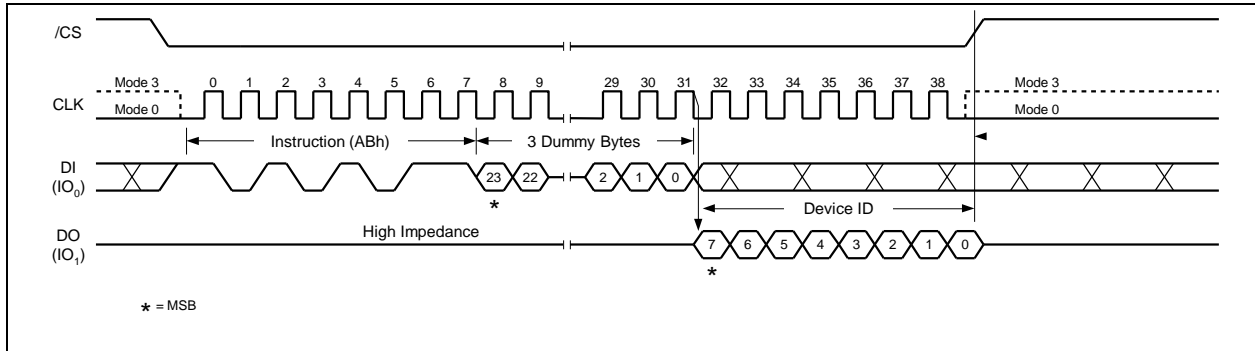 /CS
Mode 3 0 1 2 3 4 5 6 7 8 9 29 30 31 32 33 34 35 36 37 38 Mode 3
CLK
Mode 0 Mode 0
Instruction (ABh) 3 Dummy Bytes
DI
(IO0)
23 22 2 1 0
*
Device ID
DO
(IO1)
High Impedance
7 6 5 4 3 2 1 0
*
* = MSB